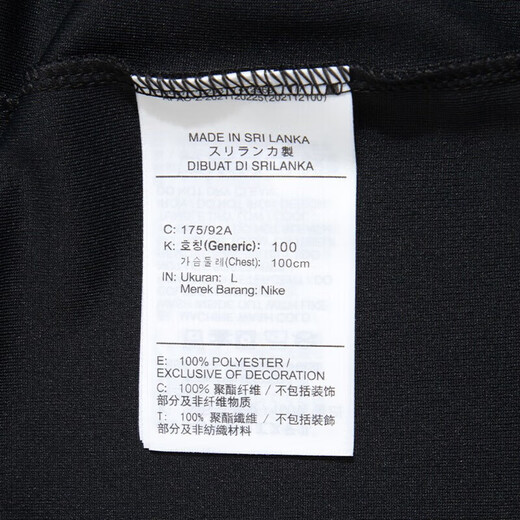 MADE IN SRI LANKA
スリランカ製
DIBUAT DI SRILANKA
C: 175/92A
K: 호칭(Generic): 100
가슴둘레(Chest): 100cm
IN: Ukuran: L
Merek Barang: Nike
E: 100% POLYESTER /
EXCLUSIVE OF DECORATION
C: 100% 聚酯纤维 / 不包括装饰
部分及非纤维物质
T: 100% 聚酯纖維 / 不包括裝飾
部分及非紡織材料